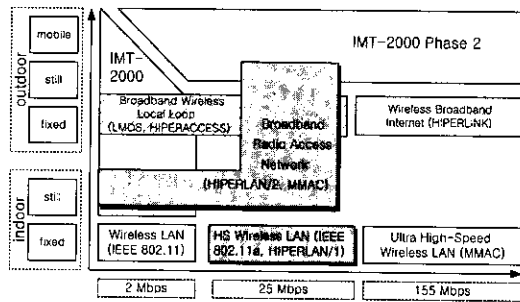 outdoor
mobile
still
fixed
indoor
still
fixed
IMT-
2000
IMT-2000 Phase 2
Broadband Wireless
Local Loop
(LMDS, HIPERACCESS)
Broadband
Radio Access
Network
(HIPERLAN/2, MMAC)
Wireless Broadband
Internet (HIPERLINK)
Wireless LAN
(IEEE 802.11)
HS Wireless LAN (IEEE
802.11a, HIPERLAN/1)
Ultra High-Speed
Wireless LAN (MMAC)
2 Mbps
25 Mbps
155 Mbps